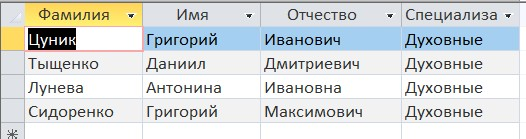 Фамилия Имя Отчество Специализа
Цуник Григорий Иванович Духовные
Тыщенко Даниил Дмитриевич Духовные
Лунева Антонина Ивановна Духовные
Сидоренко Григорий Максимович Духовные